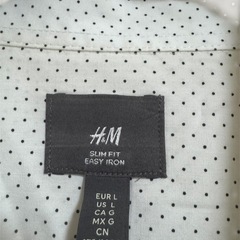 H&M
SLIM FIT
EASY IRON
EUR L
US L
CA G
MX G
CN